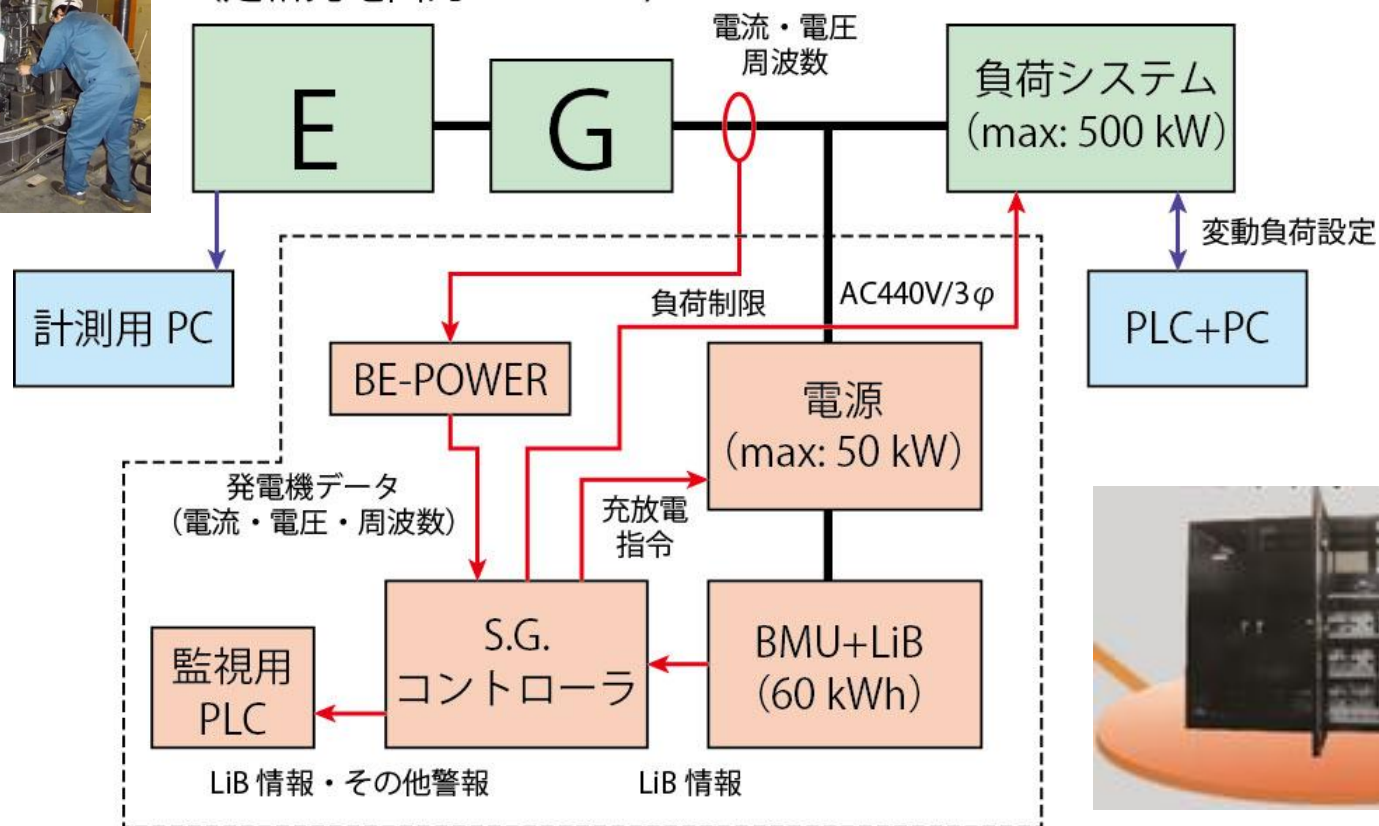 電流・電圧
周波数
E
G
負荷システム
（max: 500 kW）
変動負荷設定
計測用 PC
負荷制限
AC440V/3φ
PLC+PC
BE-POWER
電源
（max: 50 kW）
発電機データ
（電流・電圧・周波数）
充放電
指令
S.G.
コントローラ
BMU+LiB
（60 kWh）
監視用
PLC
LiB 情報・その他警報
LiB 情報